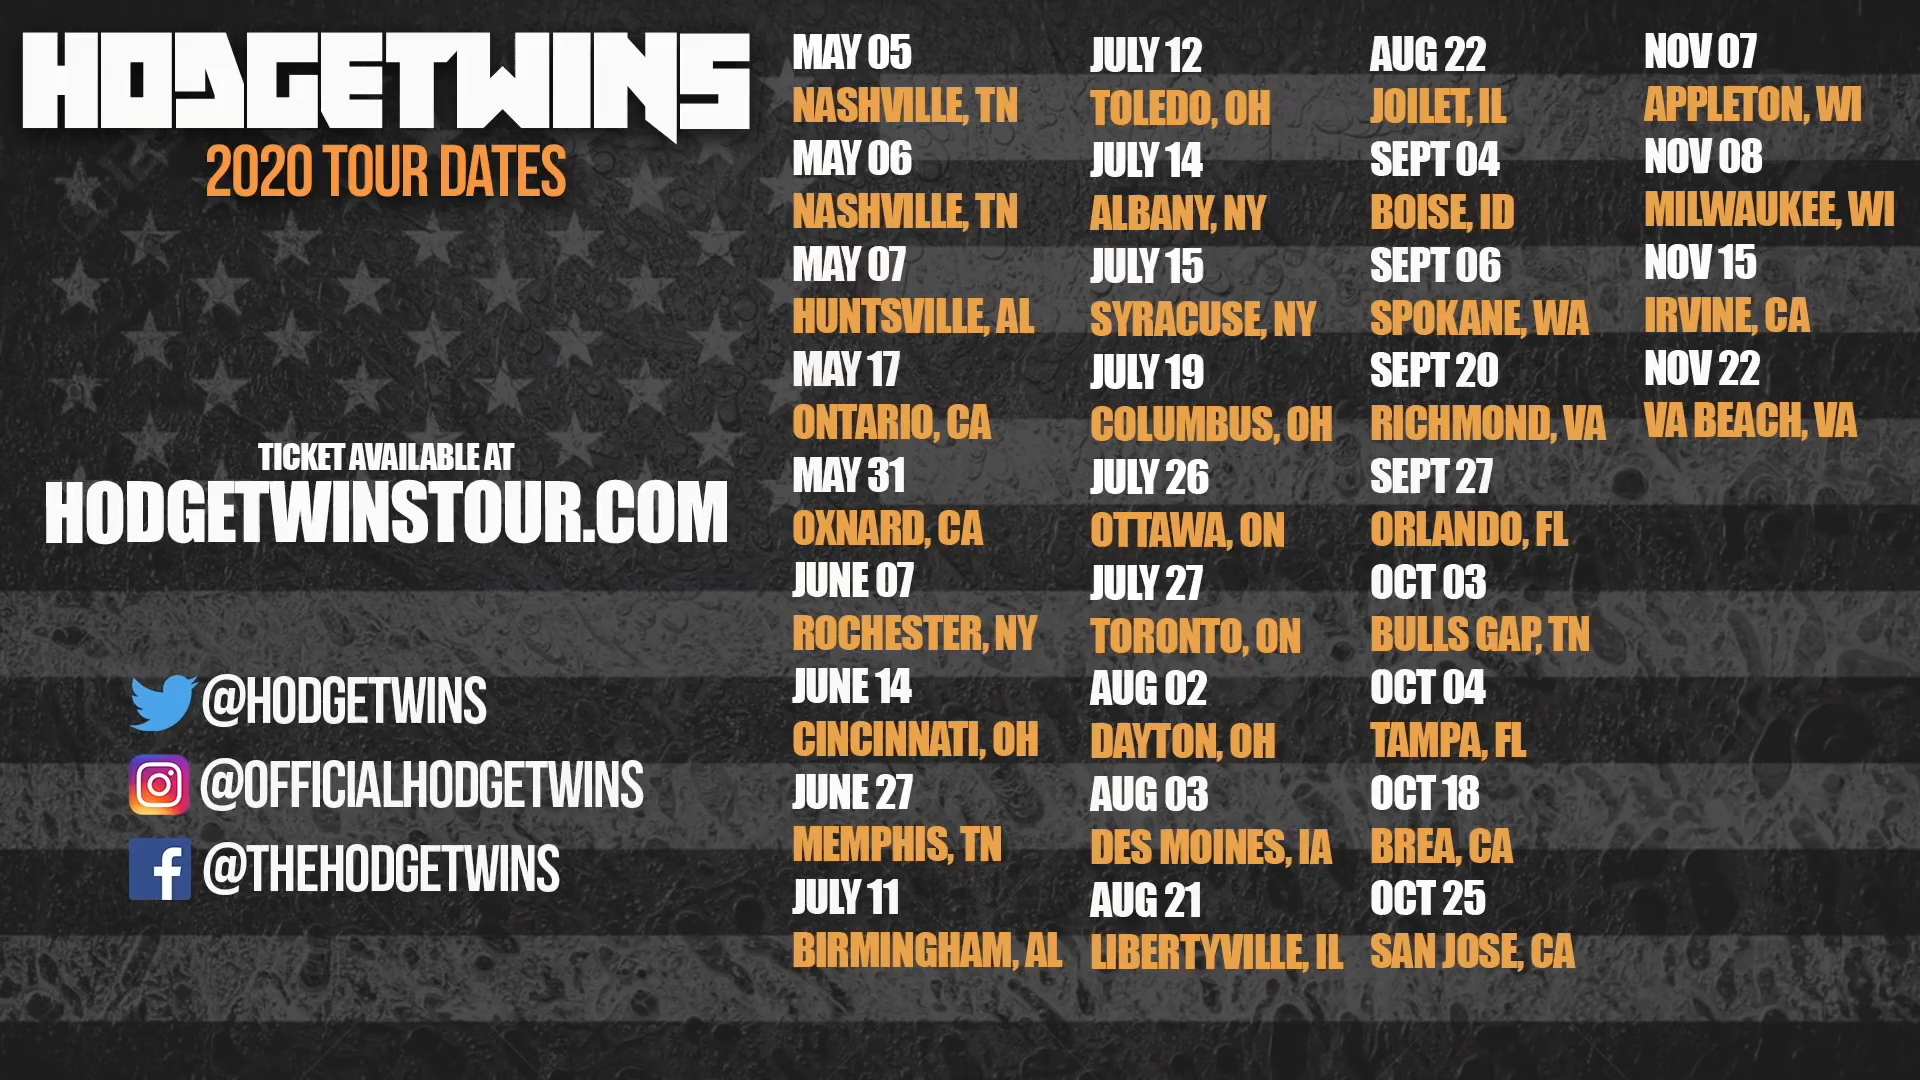 HODGETWINS
2020 TOUR DATES
TICKET AVAILABLE AT
HODGETWINSTOUR.COM
@HODGETWINS
@OFFICIALHODGETWINS
@THEHODGETWINS
MAY 05
NASHVILLE, TN
MAY 06
NASHVILLE, TN
MAY 07
HUNTSVILLE, AL
MAY 17
ONTARIO, CA
MAY 31
OXNARD, CA
JUNE 07
ROCHESTER, NY
JUNE 14
CINCINNATI, OH
JUNE 27
MEMPHIS, TN
JULY 11
BIRMINGHAM, AL
JULY 12
TOLEDO, OH
JULY 14
ALBANY, NY
JULY 15
SYRACUSE, NY
JULY 19
COLUMBUS, OH
JULY 26
OTTAWA, ON
JULY 27
TORONTO, ON
AUG 02
DAYTON, OH
AUG 03
DES MOINES, IA
AUG 21
LIBERTYVILLE, IL
AUG 22
JOILET, IL
SEPT 04
BOISE, ID
SEPT 06
SPOKANE, WA
SEPT 20
RICHMOND, VA
SEPT 27
ORLANDO, FL
OCT 03
BULLS GAP, TN
OCT 04
TAMPA, FL
OCT 18
BREA, CA
OCT 25
SAN JOSE, CA
NOV 07
APPLETON, WI
NOV 08
MILWAUKEE, WI
NOV 15
IRVINE, CA
NOV 22
VA BEACH, VA